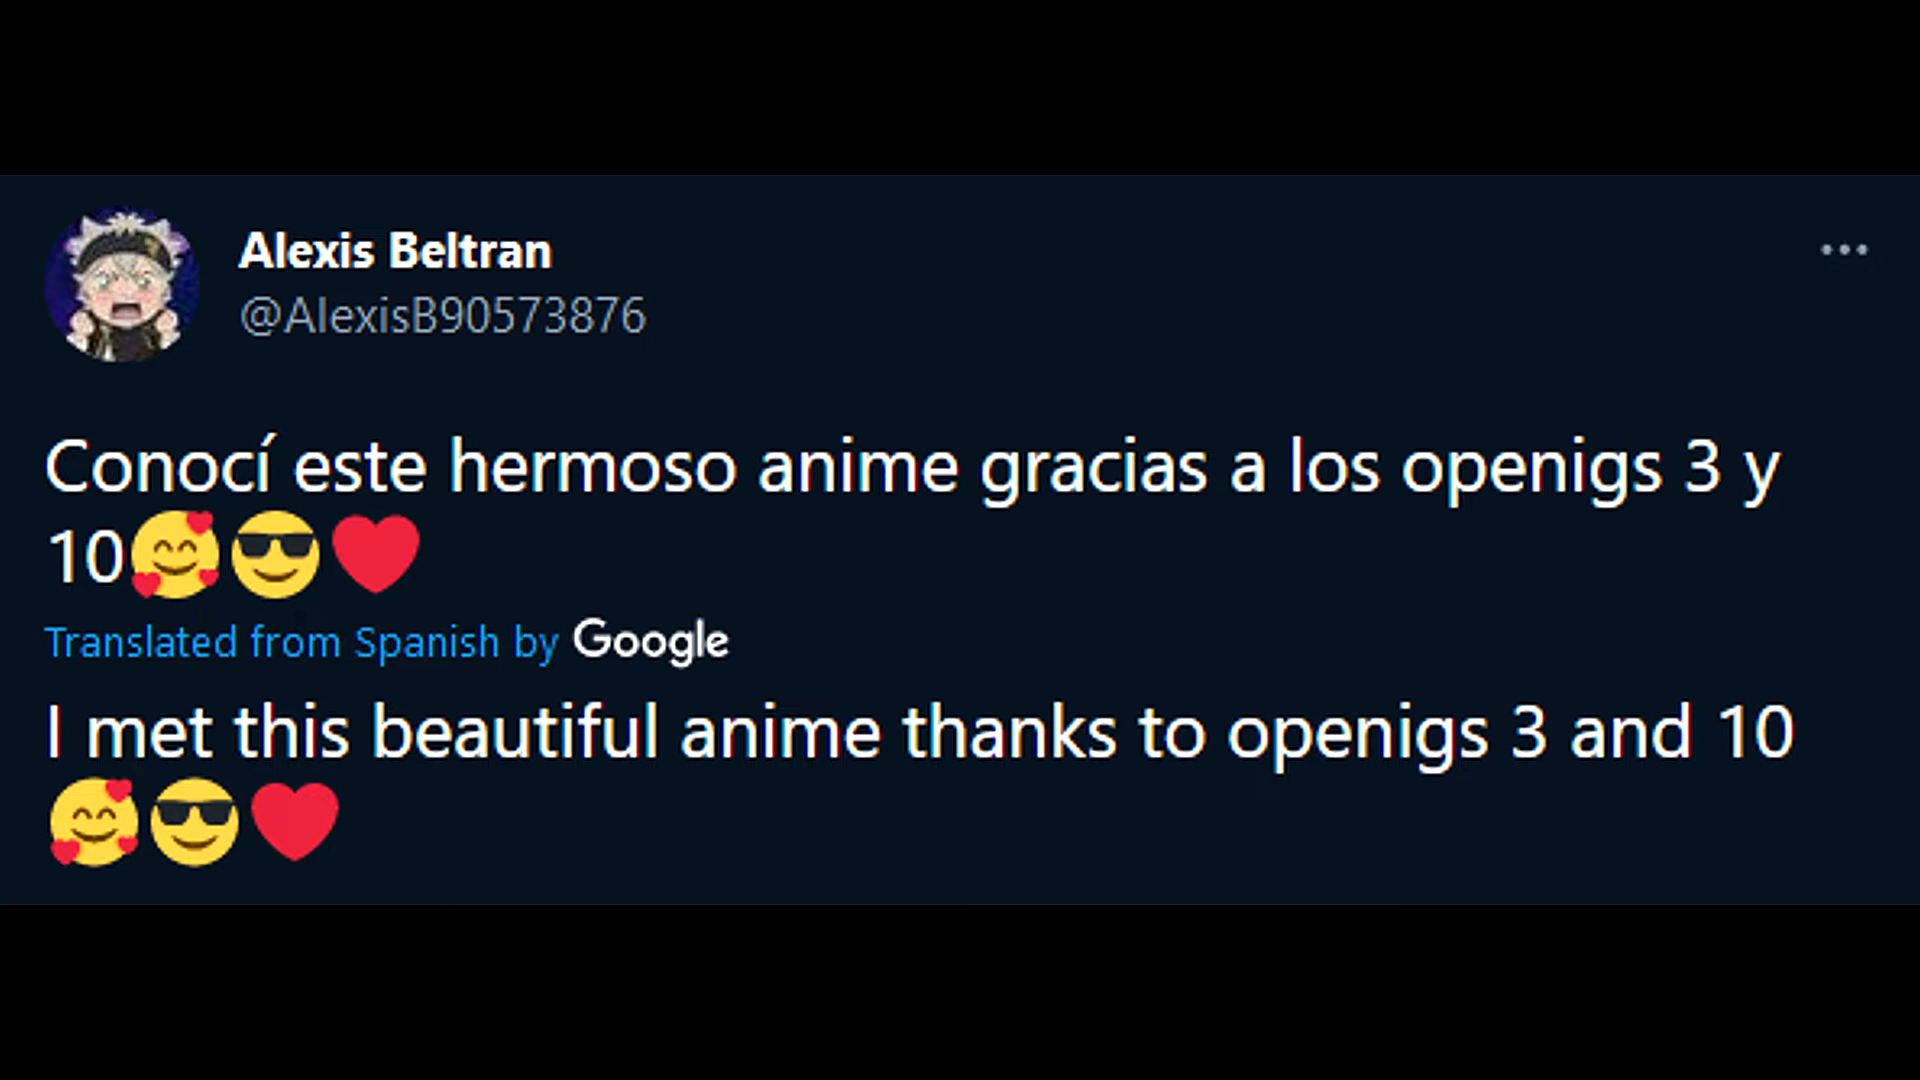 Alexis Beltran
@AlexisB90573876
Conocí este hermoso anime gracias a los openigs 3 y
10🥰😎❤️
Translated from Spanish by Google
I met this beautiful anime thanks to openigs 3 and 10
🥰😎❤️